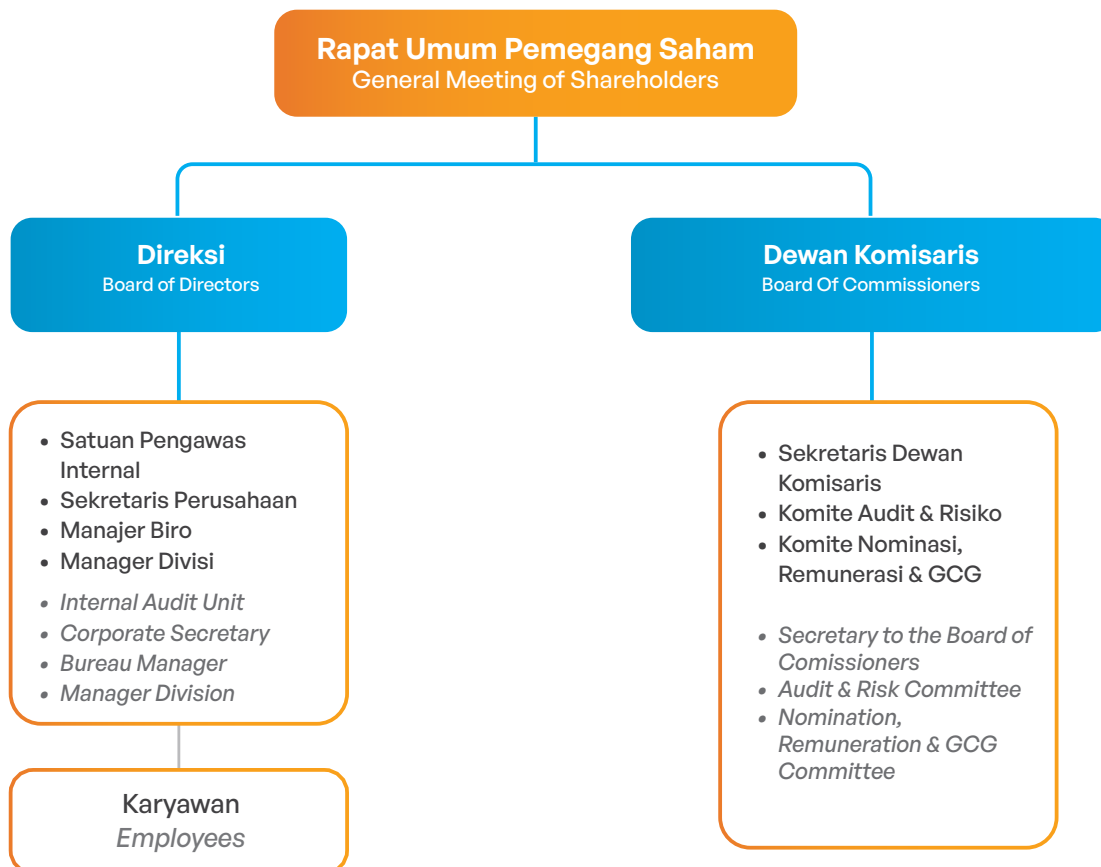 Rapat Umum Pemegang Saham
General Meeting of Shareholders
Direksi
Board of Directors
Dewan Komisaris
Board Of Commissioners
• Satuan Pengawas
Internal
• Sekretaris Perusahaan
• Manajer Biro
• Manager Divisi
• Internal Audit Unit
• Corporate Secretary
• Bureau Manager
• Manager Division
• Sekretaris Dewan
Komisaris
• Komite Audit & Risiko
• Komite Nominasi,
Remunerasi & GCG
• Secretary to the Board of
Comissioners
• Audit & Risk Committee
• Nomination,
Remuneration & GCG
Committee
Karyawan
Employees